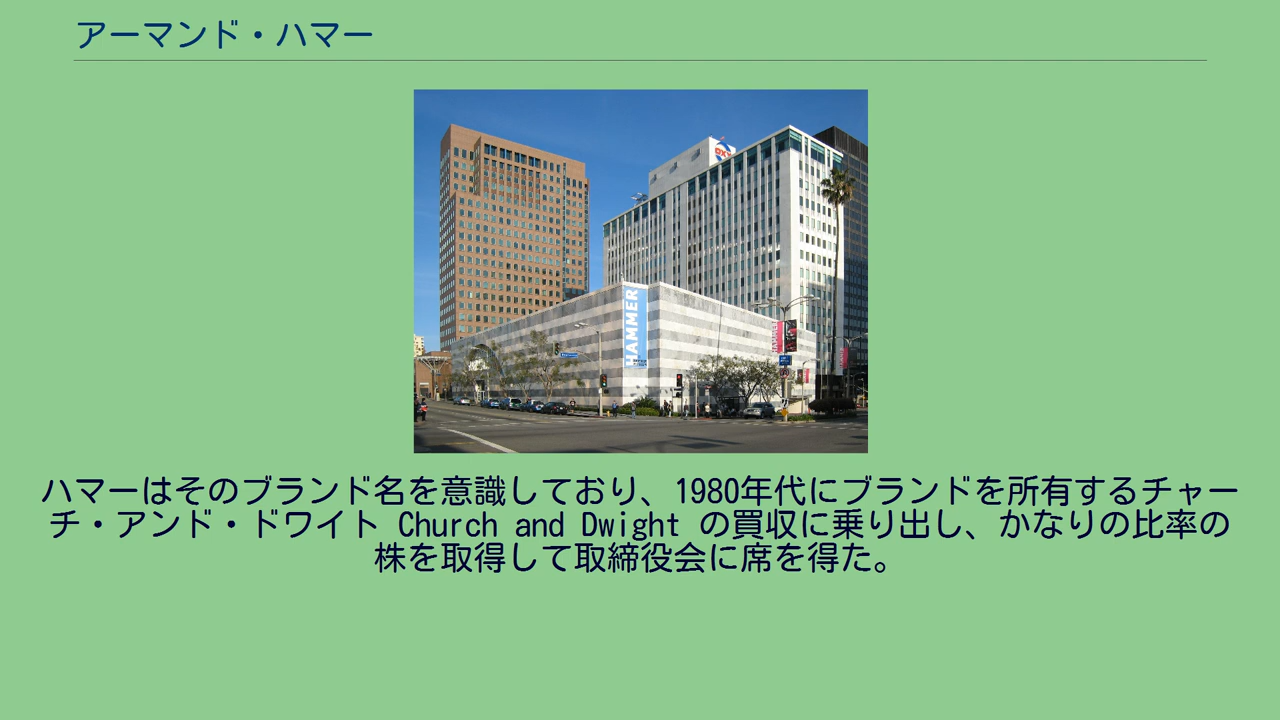 アーマンド・ハマー
OXY
HAMMER
HAMMER
ハマーはそのブランド名を意識しており、1980年代にブランドを所有するチャー
チ・アンド・ドワイト Church and Dwight の買収に乗り出し、かなりの比率の
株を取得して取締役会に席を得た。